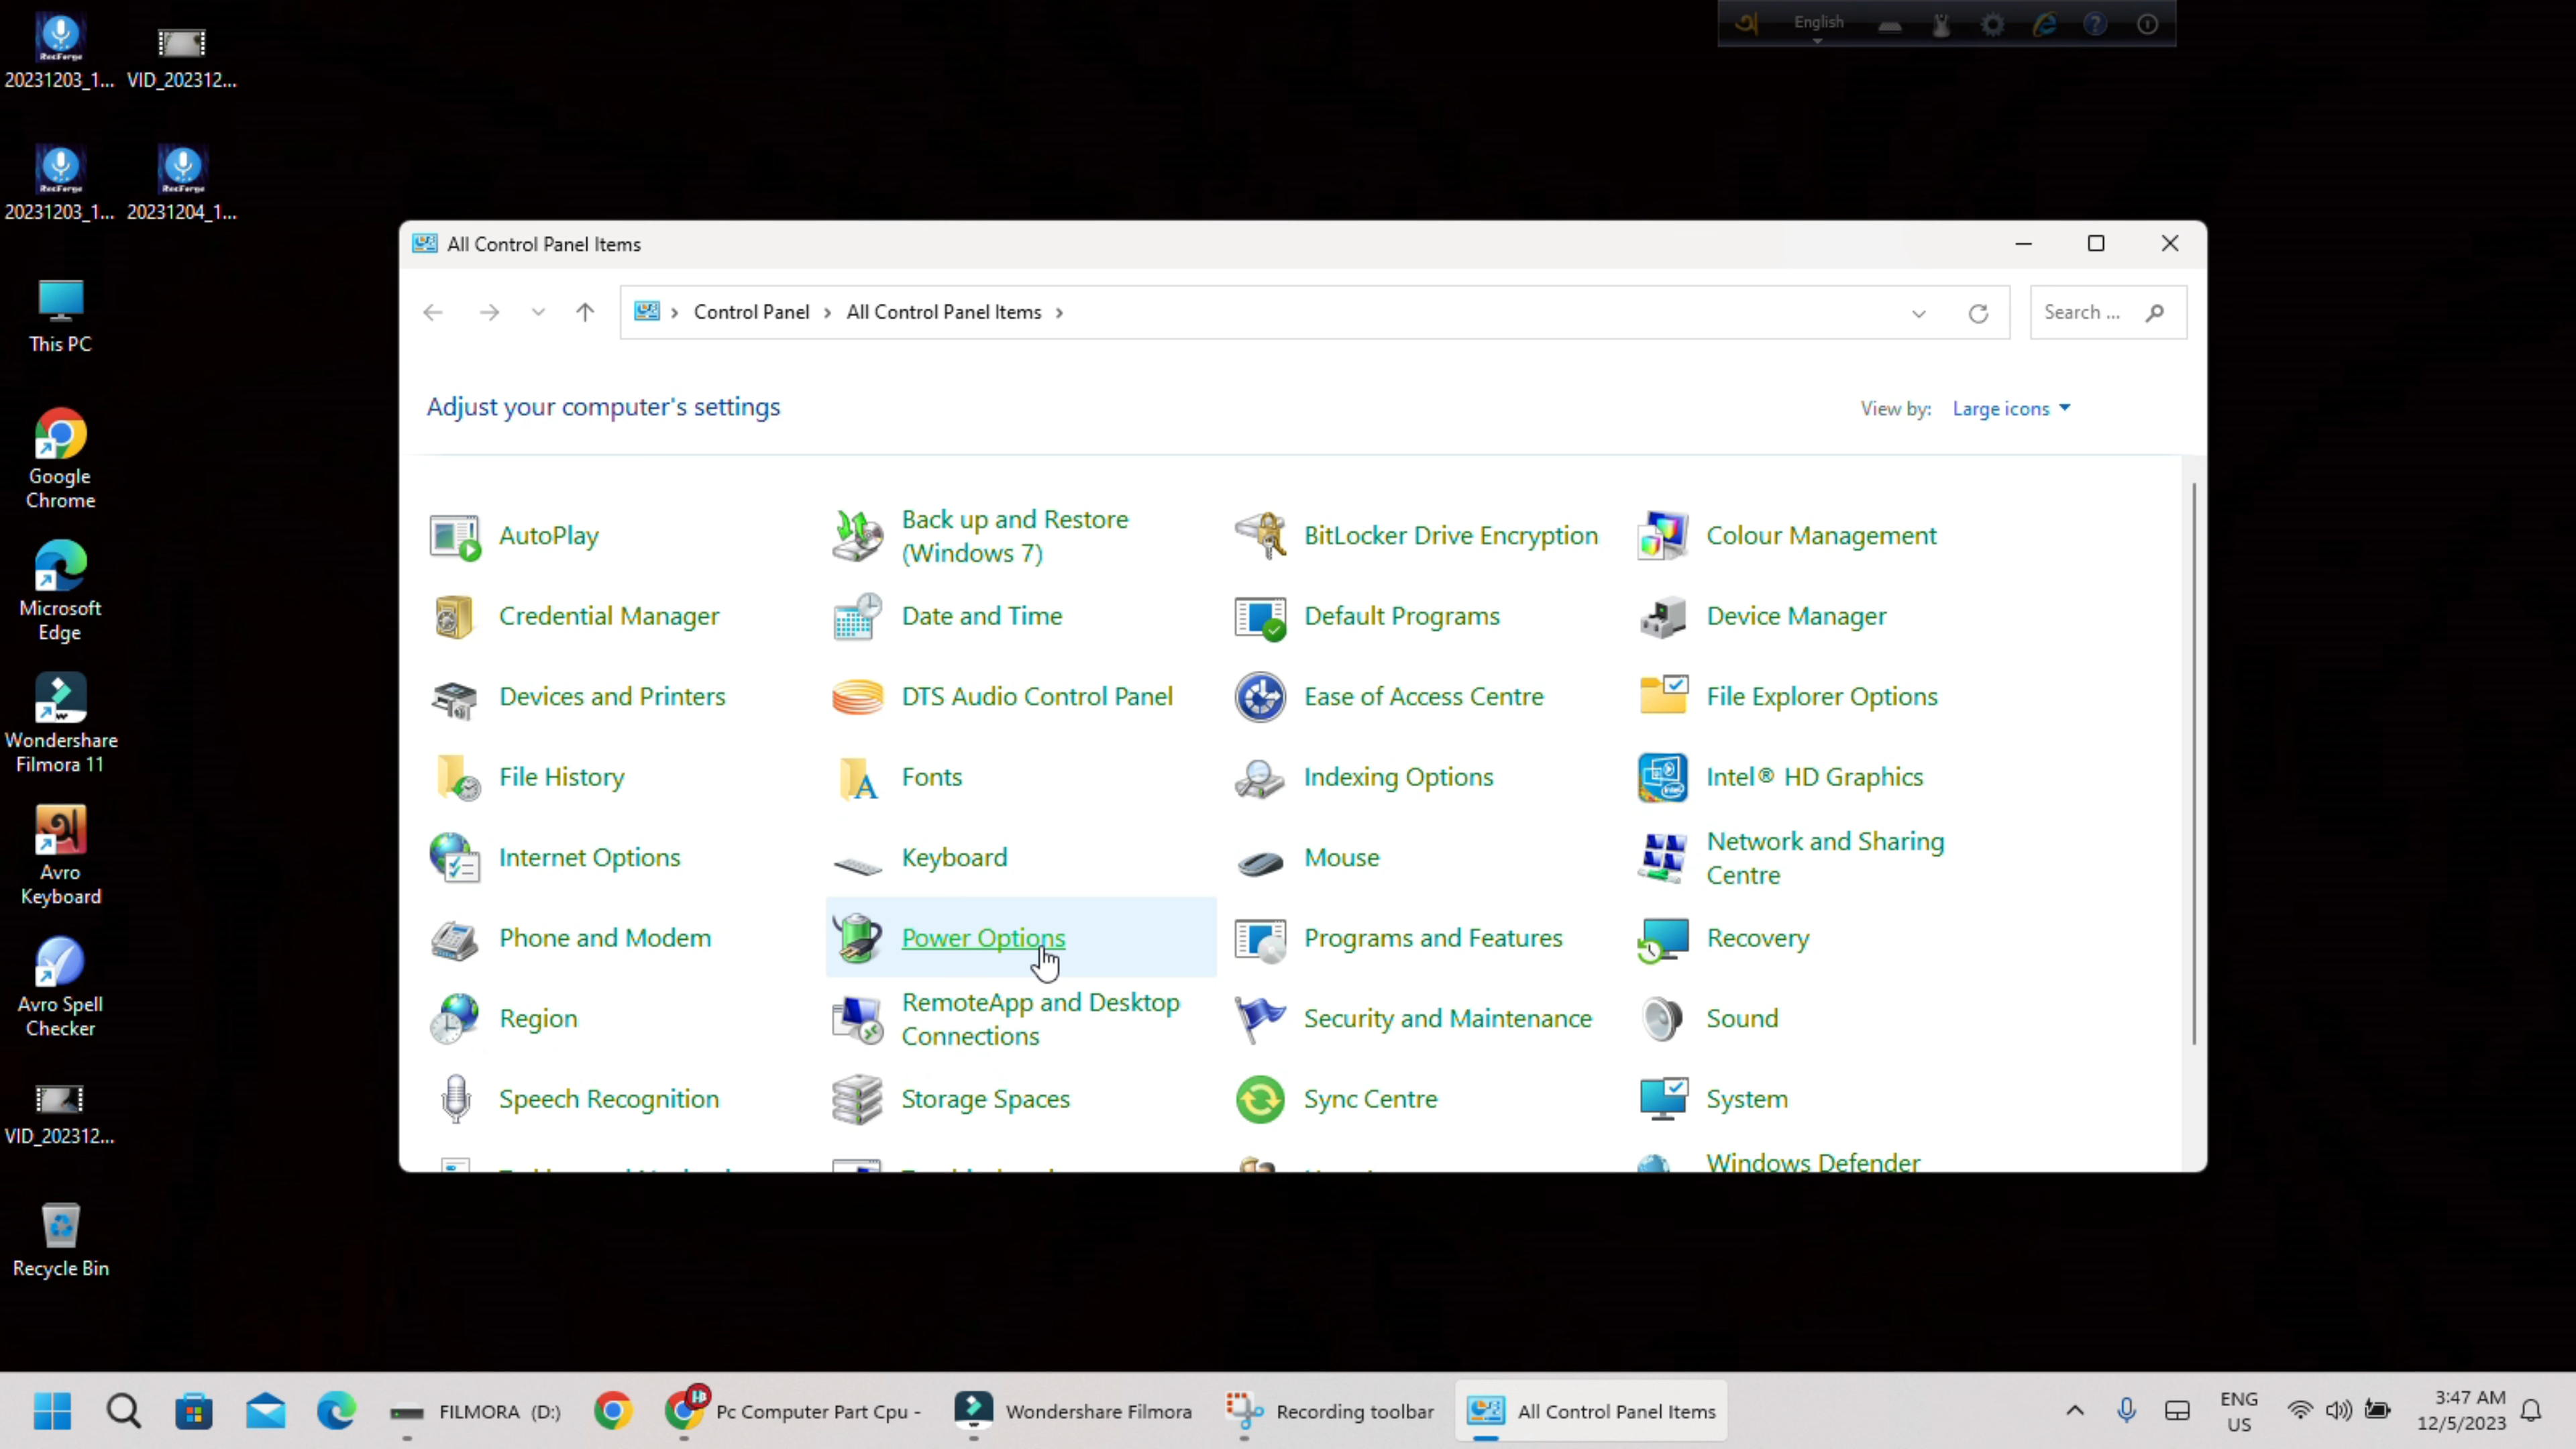 English
20231203_1...
VID_202312...
20231203_1...
20231204_1...
This PC
Google
Chrome
Microsoft
Edge
Wondershare
Filmora 11
Avro
Keyboard
Avro Spell
Checker
VID_202312...
Recycle Bin
All Control Panel Items
Control Panel > All Control Panel Items >
Search ...
Adjust your computer's settings
View by: Large icons
AutoPlay
Back up and Restore
(Windows 7)
BitLocker Drive Encryption
Colour Management
Credential Manager
Date and Time
Default Programs
Device Manager
Devices and Printers
DTS Audio Control Panel
Ease of Access Centre
File Explorer Options
File History
Fonts
Indexing Options
Intel® HD Graphics
Internet Options
Keyboard
Mouse
Network and Sharing
Centre
Phone and Modem
Power Options
Programs and Features
Recovery
Region
RemoteApp and Desktop
Connections
Security and Maintenance
Sound
Speech Recognition
Storage Spaces
Sync Centre
System
Windows Defender
FILMORA (D:)
Pc Computer Part Cpu -
Wondershare Filmora
Recording toolbar
All Control Panel Items
ENG
US
3:47 AM
12/5/2023